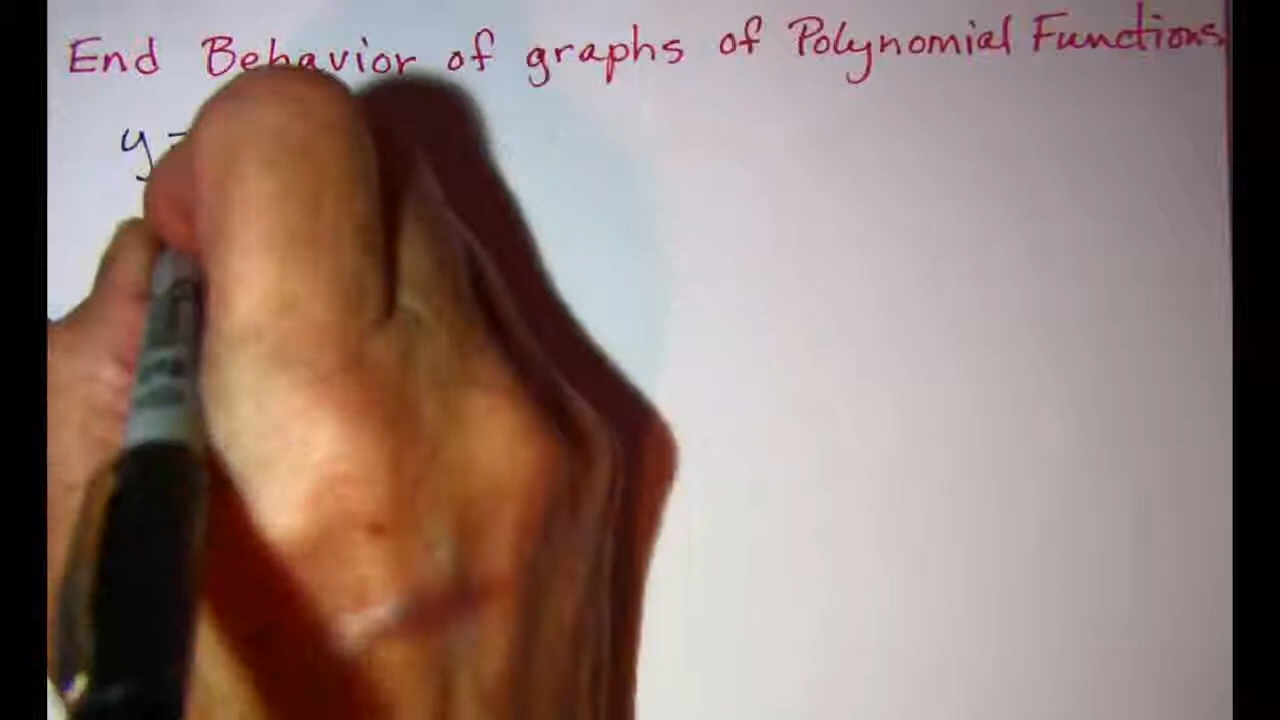 End Behavior of graphs of Polynomial Functions
y=